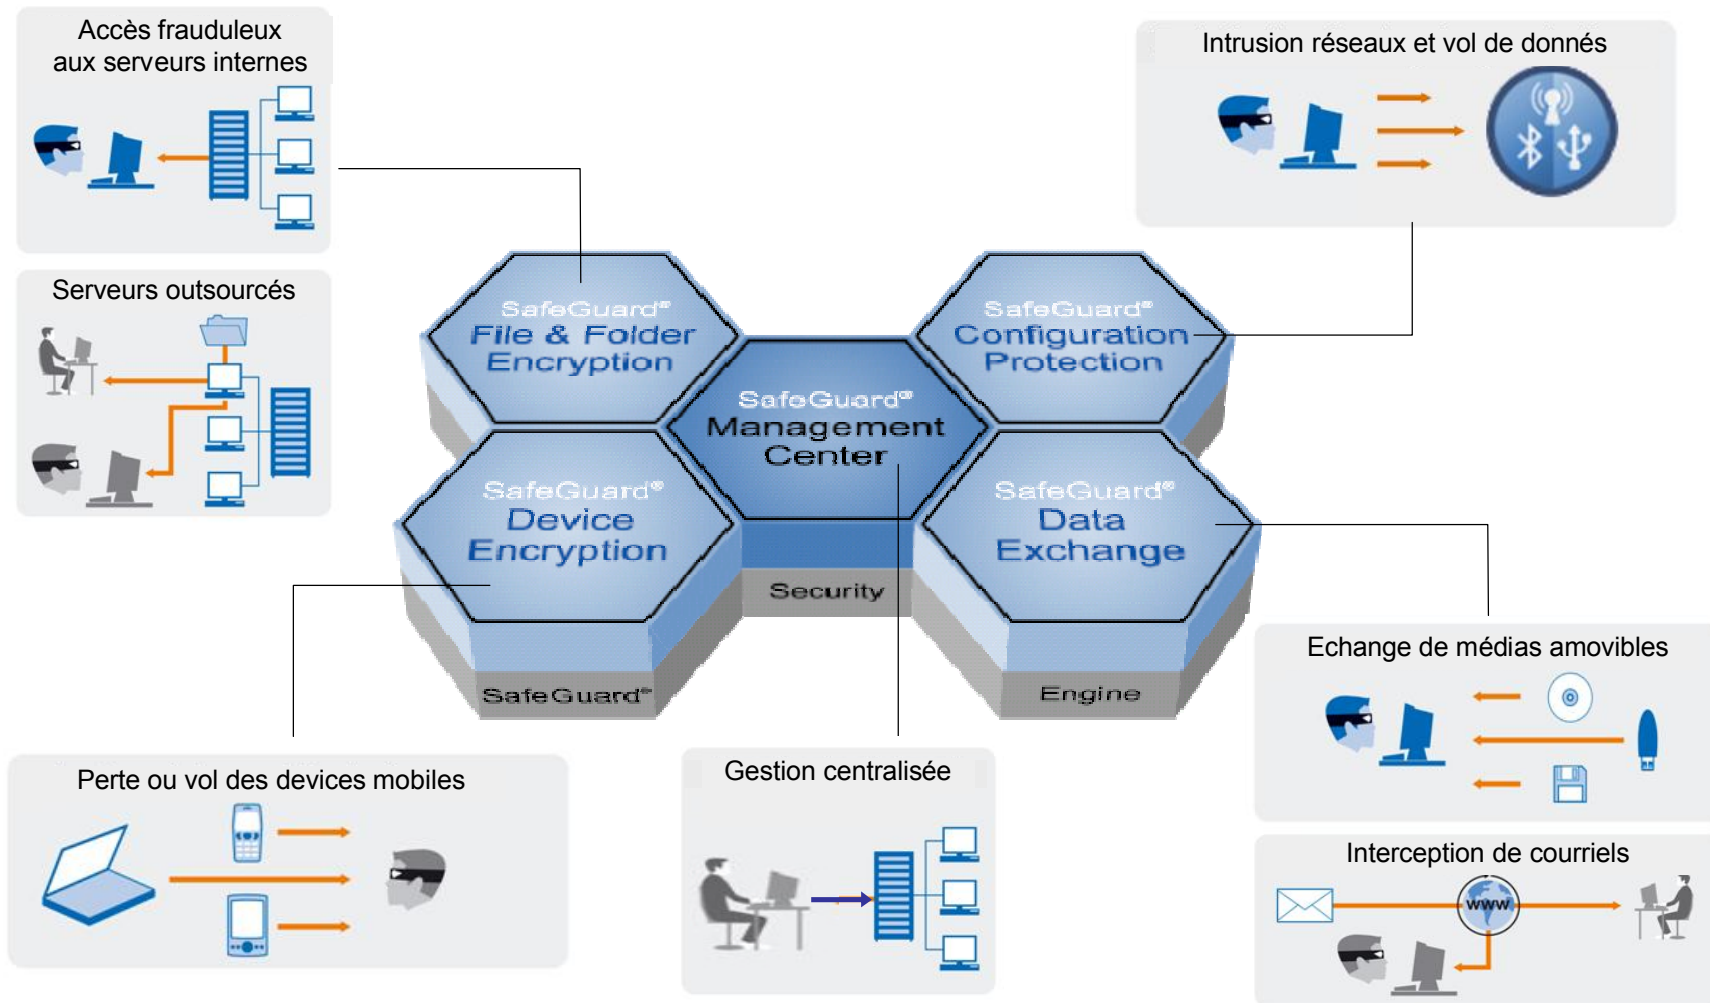 Accès frauduleux
aux serveurs internes
Intrusion réseaux et vol de donnés
Serveurs outsourcés
SafeGuard®
File & Folder
Encryption
SafeGuard®
Configuration
Protection
SafeGuard®
Management
Center
SafeGuard®
Device
Encryption
SafeGuard®
Data
Exchange
Security
SafeGuard®
Engine
Echange de médias amovibles
Perte ou vol des devices mobiles
Gestion centralisée
Interception de courriels
www